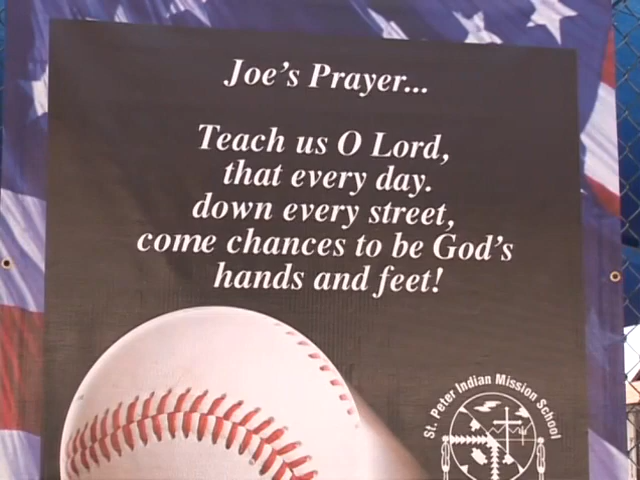 Joe's Prayer...
Teach us O Lord,
that every day.
down every street,
come chances to be God's
hands and feet!
St. Peter Indian Mission School